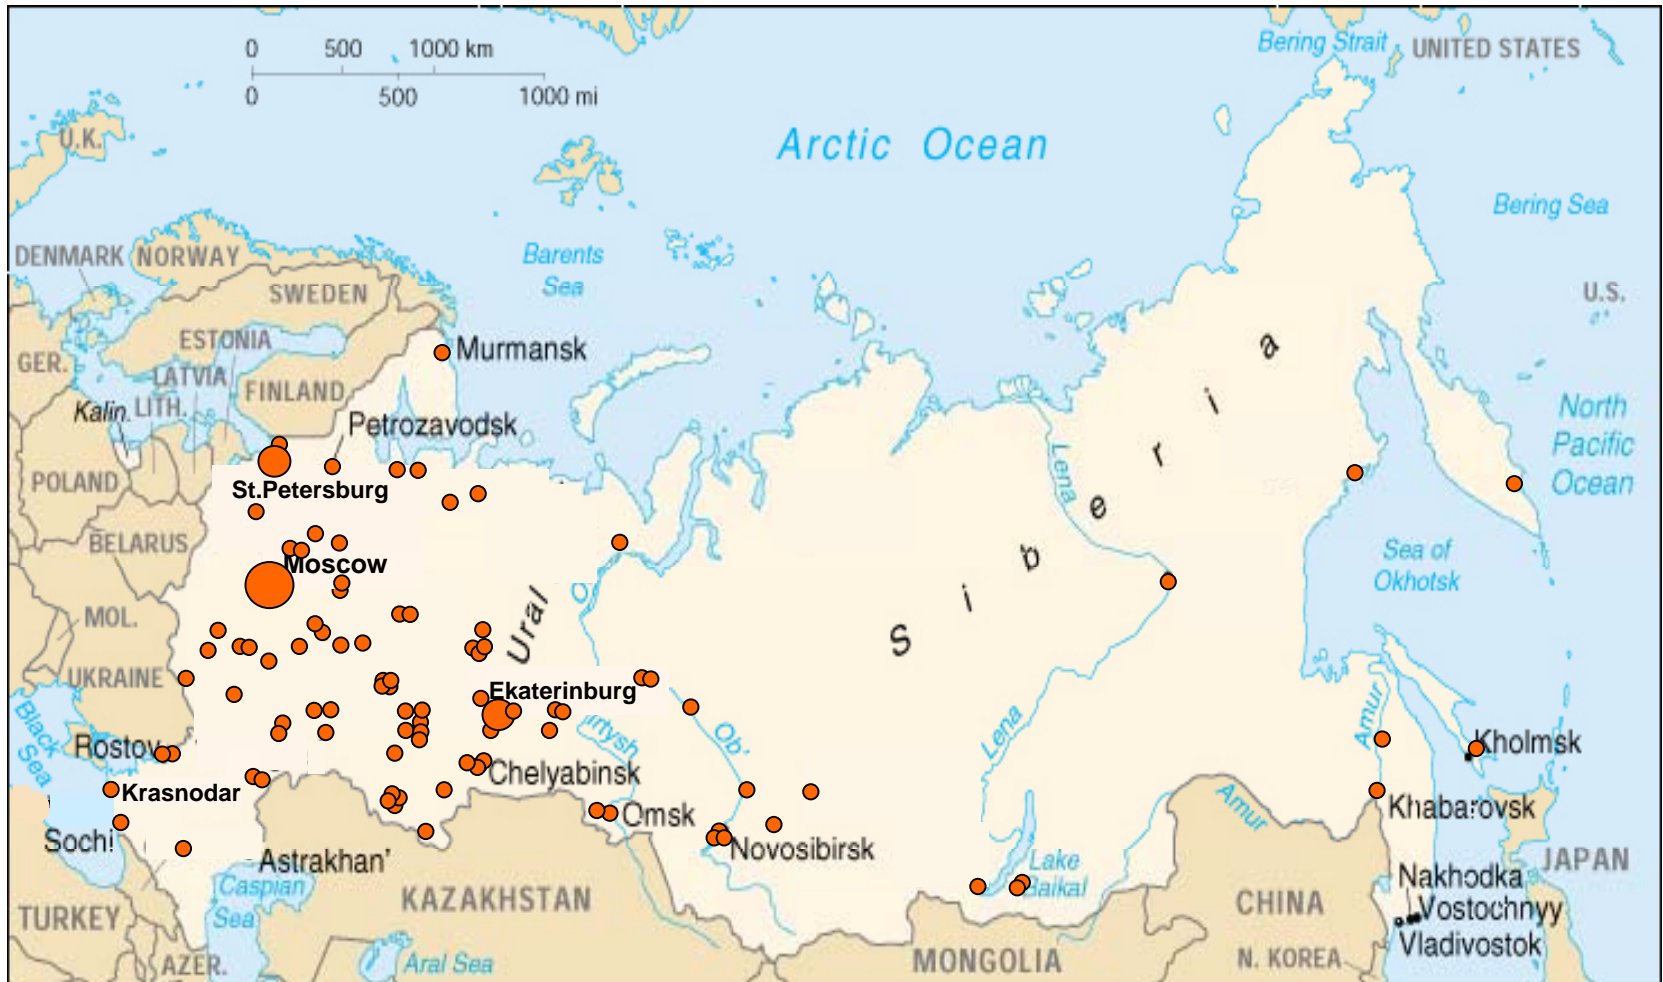 0 500 1000 km
0 500 1000 mi
Bering Strait
UNITED STATES
U.K.
Arctic Ocean
Bering Sea
DENMARK
NORWAY
Barents
Sea
SWEDEN
U.S.
ESTONIA
Murmansk
a
GER.
LATVIA
FINLAND
i
Kalin.
LITH.
North
Pacific
Ocean
Petrozavodsk
r
Lena
POLAND
St.Petersburg
e
BELARUS
Moscow
b
Sea of
Okhotsk
i
MOL.
Ural
S
UKRAINE
Ekaterinburg
Black
Sea
Irtysh
Ob'
Lena
Amur
Rostov
Kholmsk
Chelyabinsk
Krasnodar
Omsk
Amur
Khabarovsk
Sochi
Novosibirsk
Astrakhan'
Lake
Baikal
JAPAN
Caspian
Sea
KAZAKHSTAN
Nakhodka
TURKEY
CHINA
Vostochnyy
Vladivostok
AZER.
Aral Sea
MONGOLIA
N. KOREA